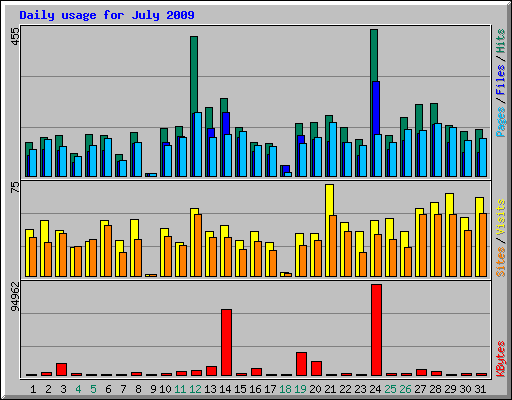 Daily usage for July 2009
455
Pages / Files / Hits
75
Sites / Visits
94962
KBytes
1 2 3 4 5 6 7 8 9 10 11 12 13 14 15 16 17 18 19 20 21 22 23 24 25 26 27 28 29 30 31